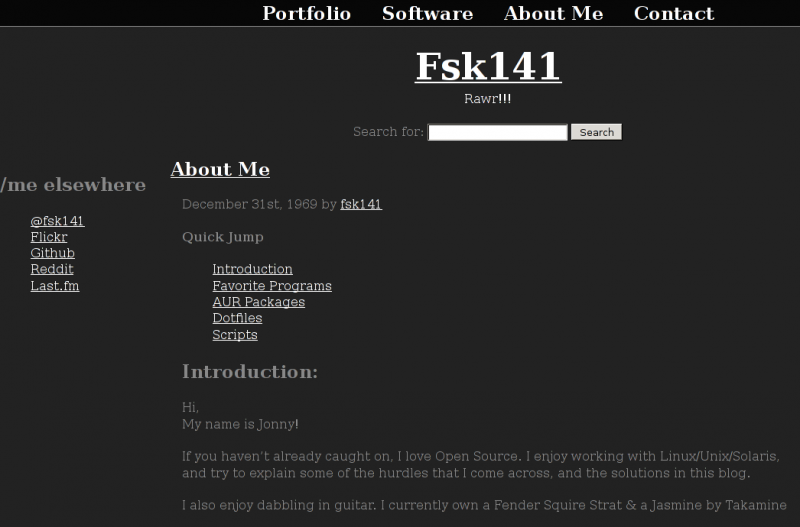 Portfolio Software About Me Contact
Fsk141
Rawr!!!
Search for: Search
/me elsewhere
@fsk141
Flickr
Github
Reddit
Last.fm
About Me
December 31st, 1969 by fsk141
Quick Jump
Introduction
Favorite Programs
AUR Packages
Dotfiles
Scripts
Introduction:
Hi,
My name is Jonny!
If you haven't already caught on, I love Open Source. I enjoy working with Linux/Unix/Solaris,
and try to explain some of the hurdles that I come across, and the solutions in this blog.
I also enjoy dabbling in guitar. I currently own a Fender Squire Strat & a Jasmine by Takamine